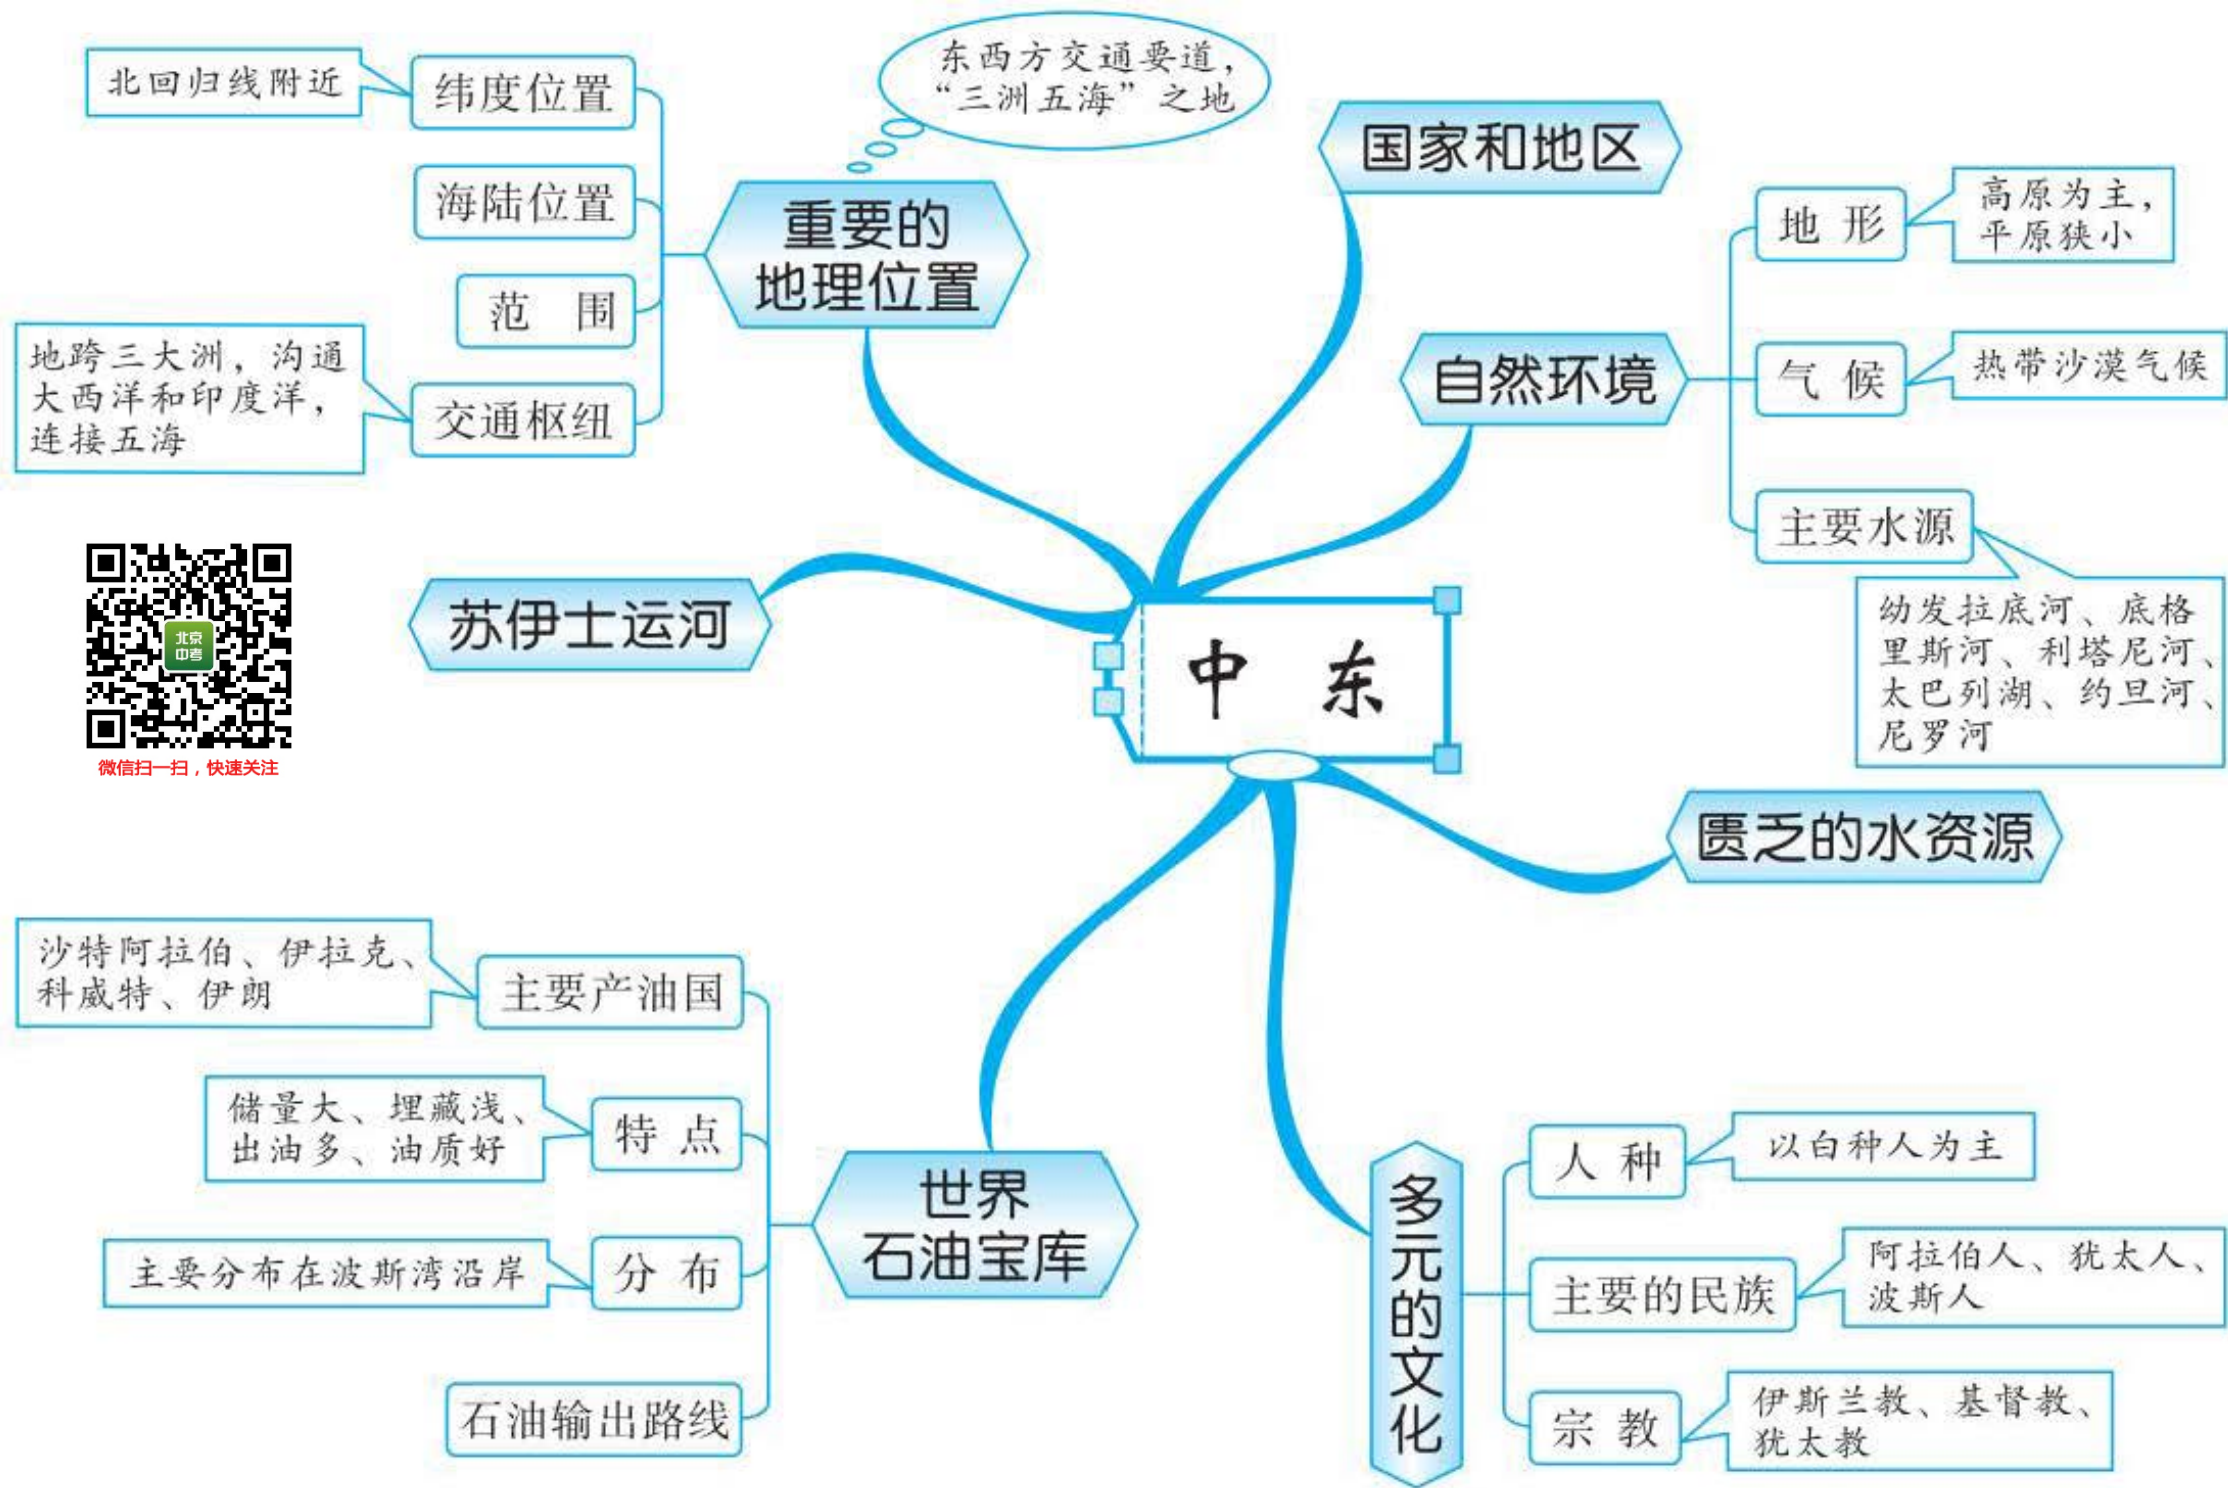 东西方交通要道，
“三洲五海”之地
重要的
地理位置
纬度位置
北回归线附近
海陆位置
范 围
交通枢纽
地跨三大洲，沟通
大西洋和印度洋，
连接五海
国家和地区
自然环境
地 形
高原为主，
平原狭小
气 候
热带沙漠气候
主要水源
幼发拉底河、底格
里斯河、利塔尼河、
太巴列湖、约旦河、
尼罗河
苏伊士运河
中 东
北京
中考
微信扫一扫，快速关注
匮乏的水资源
世界
石油宝库
主要产油国
沙特阿拉伯、伊拉克、
科威特、伊朗
特 点
储量大、埋藏浅、
出油多、油质好
分 布
主要分布在波斯湾沿岸
石油输出路线
多元的文化
人 种
以白种人为主
主要的民族
阿拉伯人、犹太人、
波斯人
宗 教
伊斯兰教、基督教、
犹太教